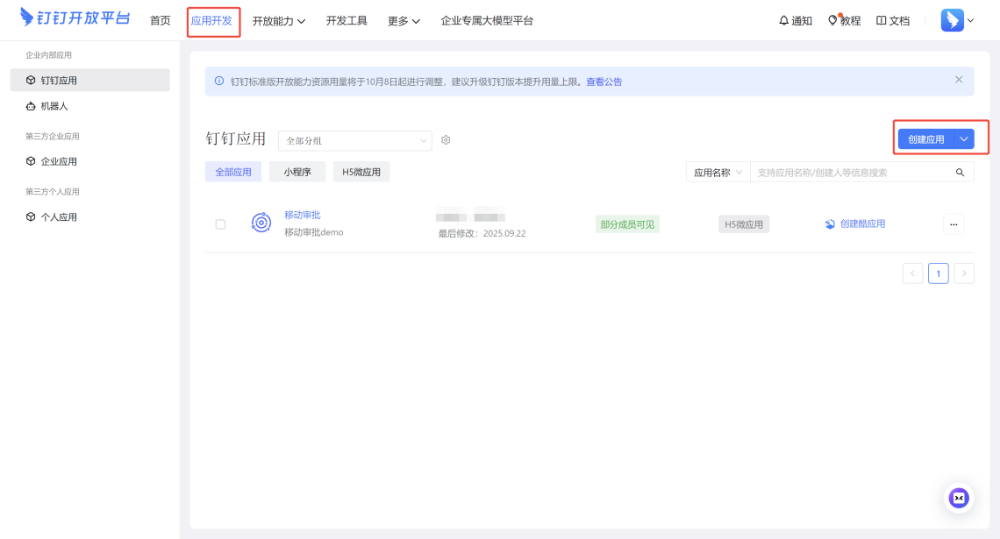 钉钉开放平台 首页 应用开发 开放能力 开发工具 更多 企业专属大模型平台 通知 教程 文档
企业内部应用
钉钉应用
机器人
第三方企业应用
企业应用
第三方个人应用
个人应用
钉钉标准版开放能力资源用量将于10月8日起进行调整，建议升级钉钉版本提升用量上限。查看公告
钉钉应用 全部分组 创建应用
全部应用 小程序 H5微应用 应用名称 支持应用名称/创建人等信息搜索
移动审批
移动审批demo
最后修改：2025.09.22
部分成员可见 H5微应用 创建酷应用 ...
1